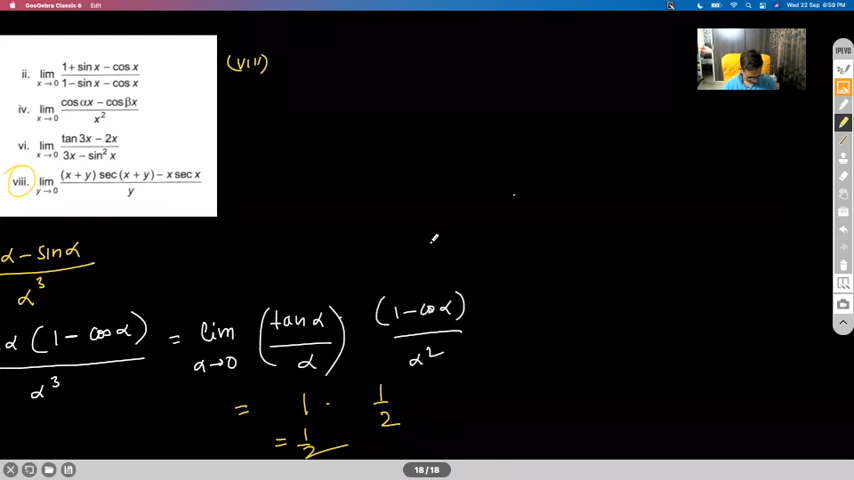 GeoGebra Classic 6 Edit
Wed 22 Sep 6:59 PM
IPEVO
ii. lim x→0 (1 + sin x – cos x)/(1 – sin x – cos x)
(viii)
iv. lim x→0 (cos αx – cos βx)/x²
vi. lim x→0 (tan 3x – 2x)/(3x – sin² x)
viii. lim y→0 ((x + y) sec (x + y) – x sec x)/y
α – sinα
α³
α (1 – cosα)/α³ = lim α→0 (tanα/α) · (1-cosα)/α²
= 1 · 1/2
= 1/2
18 / 18